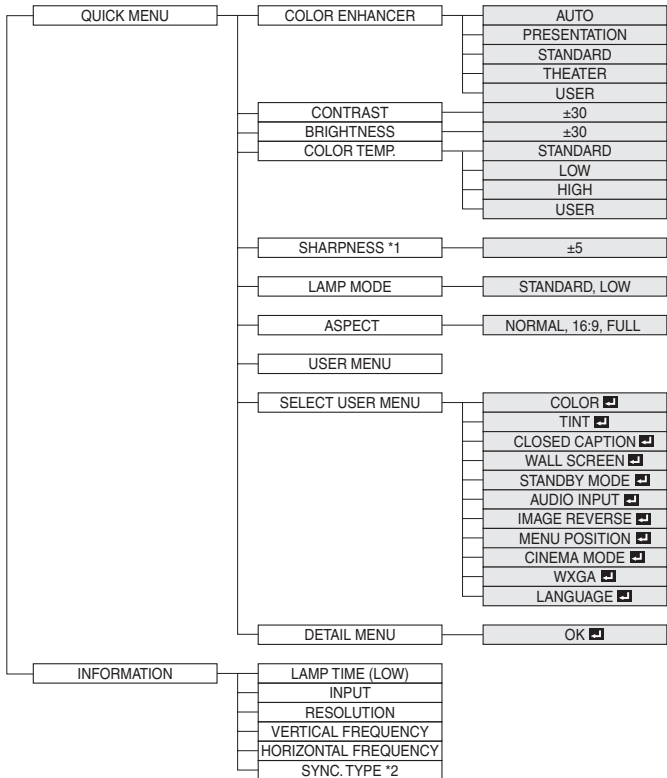 QUICK MENU COLOR ENHANCER AUTO
PRESENTATION
STANDARD
THEATER
USER
CONTRAST ±30
BRIGHTNESS ±30
COLOR TEMP. STANDARD
LOW
HIGH
USER
SHARPNESS *1 ±5
LAMP MODE STANDARD, LOW
ASPECT NORMAL, 16:9, FULL
USER MENU
SELECT USER MENU COLOR
TINT
CLOSED CAPTION
WALL SCREEN
STANDBY MODE
AUDIO INPUT
IMAGE REVERSE
MENU POSITION
CINEMA MODE
WXGA
LANGUAGE
DETAIL MENU OK
INFORMATION LAMP TIME (LOW)
INPUT
RESOLUTION
VERTICAL FREQUENCY
HORIZONTAL FREQUENCY
SYNC. TYPE *2